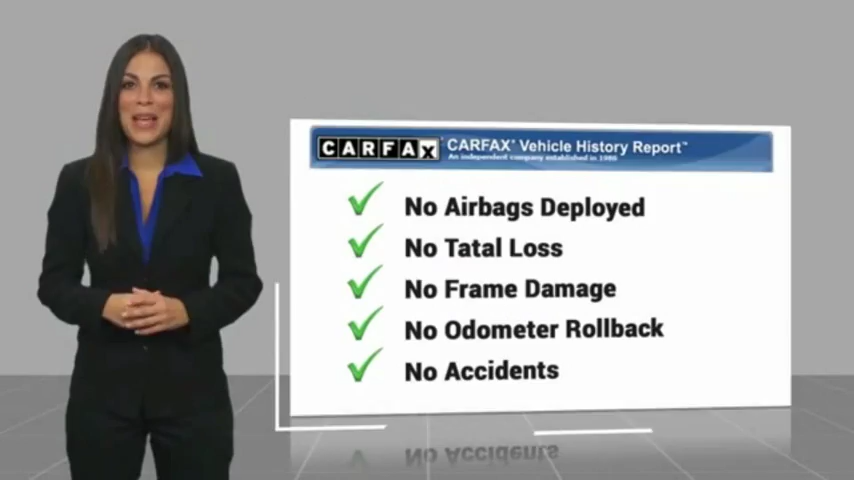 CARFAX CARFAX® Vehicle History Report™
An independent company established in 1986
No Airbags Deployed
No Tatal Loss
No Frame Damage
No Odometer Rollback
No Accidents
No Accidents